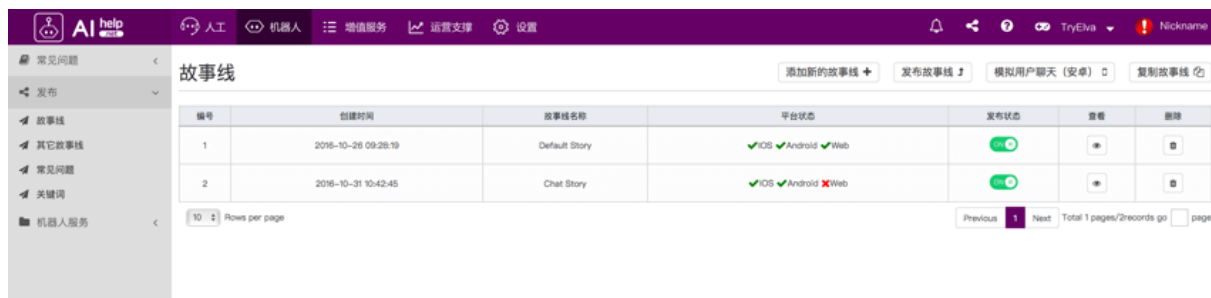 AI help .net 人工 机器人 增值服务 运营支撑 设置 TryElva Nickname
常见问题
发布
故事线
其它故事线
常见问题
关键词
机器人服务
故事线 添加新的故事线 发布故事线 模拟用户聊天（安卓） 复制故事线
编号 创建时间 故事线名称 平台状态 发布状态 查看 删除
1 2016-10-26 09:28:19 Default Story IOS Android Web ON
2 2016-10-31 10:42:45 Chat Story IOS Android Web ON
10 Rows per page Previous 1 Next Total 1 pages/2records go page